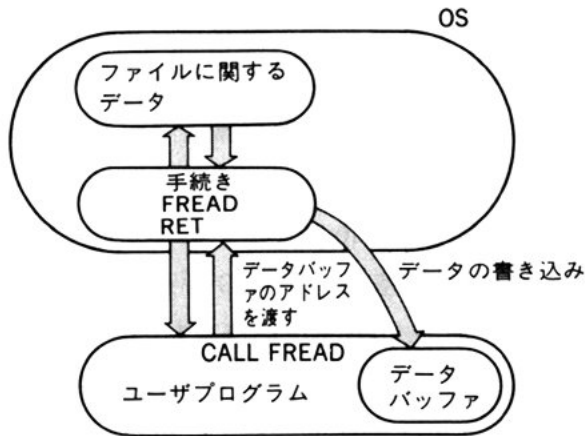 OS
ファイルに関する
データ
手続き
FREAD
RET
データバッフ
ァのアドレス
を渡す
データの書き込み
CALL FREAD
ユーザプログラム
データ
バッファ